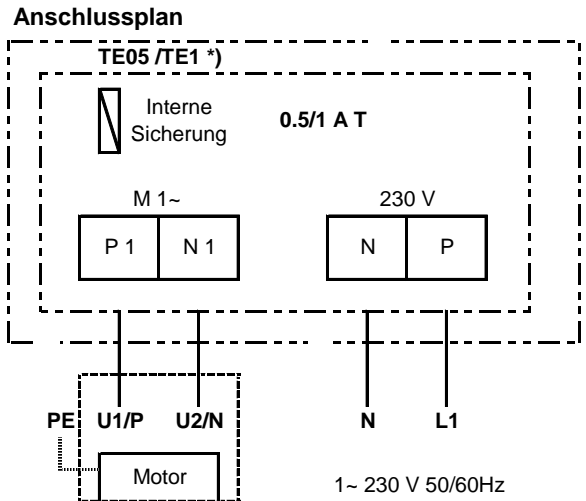 Anschlussplan
TE05 /TE1 *)
Interne
Sicherung
0.5/1 A T
M 1~
230 V
P 1
N 1
N
P
PE
U1/P
U2/N
N
L1
Motor
1~ 230 V 50/60Hz